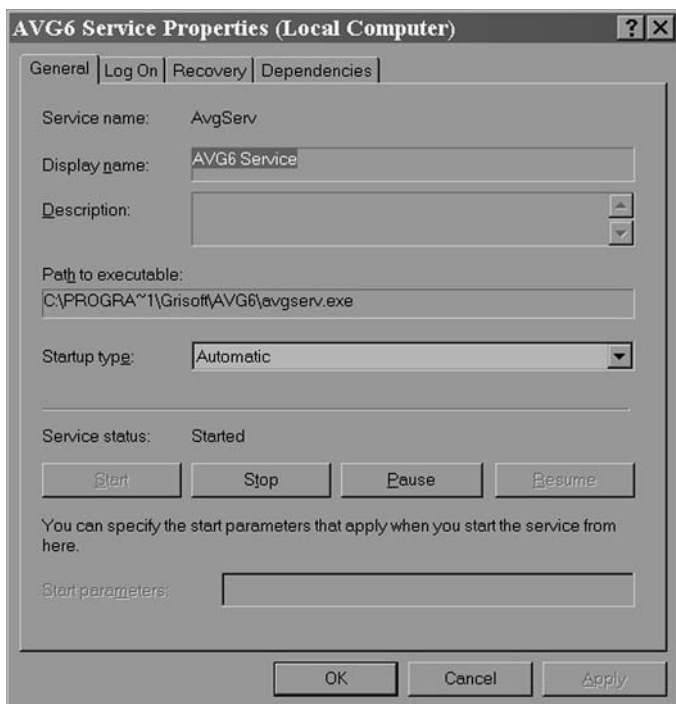 AVG6 Service Properties (Local Computer)
General Log On Recovery Dependencies
Service name: AvgServ
Display name: AVG6 Service
Description:
Path to executable:
C:\PROGRA~1\Grisoft\AVG6\avgserv.exe
Startup type: Automatic
Service status: Started
Start Stop Pause Resume
You can specify the start parameters that apply when you start the service from
here.
Start parameters:
OK Cancel Apply